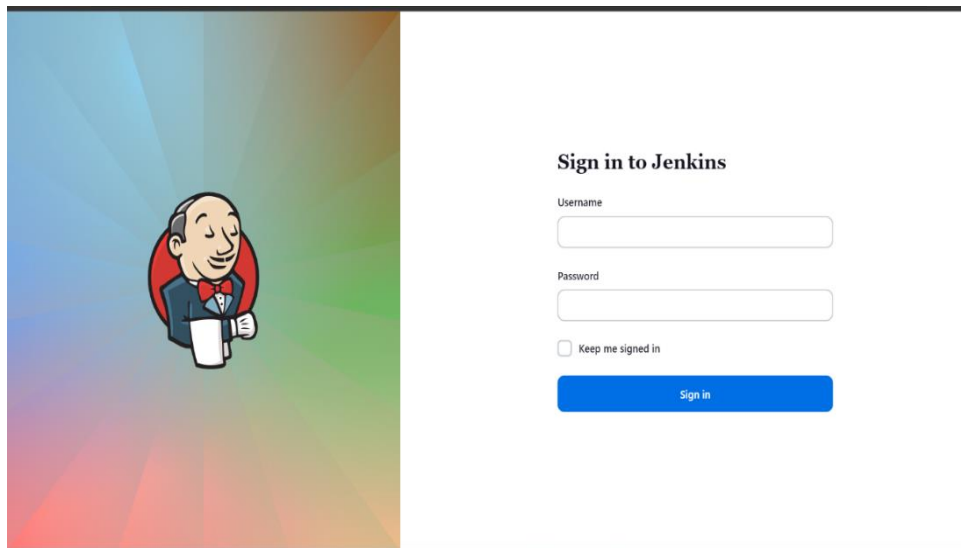 Sign in to Jenkins
Username
Password
Keep me signed in
Sign in